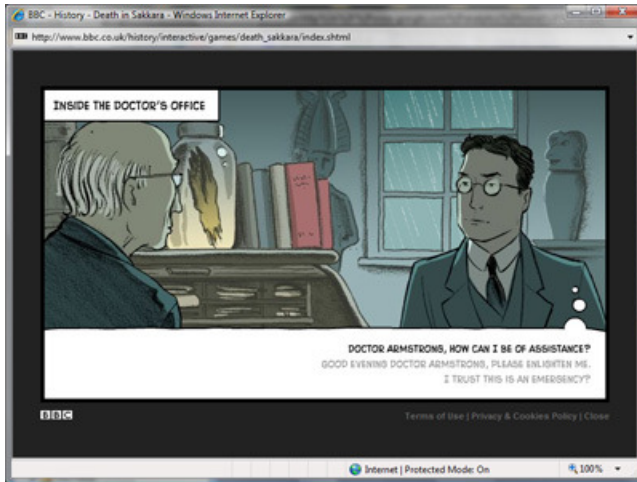 BBC - History - Death in Sakkara - Windows Internet Explorer
BBC http://www.bbc.co.uk/history/interactive/games/death_sakkara/index.shtml
INSIDE THE DOCTOR'S OFFICE
DOCTOR ARMSTRONG, HOW CAN I BE OF ASSISTANCE?
GOOD EVENING DOCTOR ARMSTRONG, PLEASE ENLIGHTEN ME.
I TRUST THIS IS AN EMERGENCY?
BBC
Terms of Use | Privacy & Cookies Policy | Close
Internet | Protected Mode: On
100%